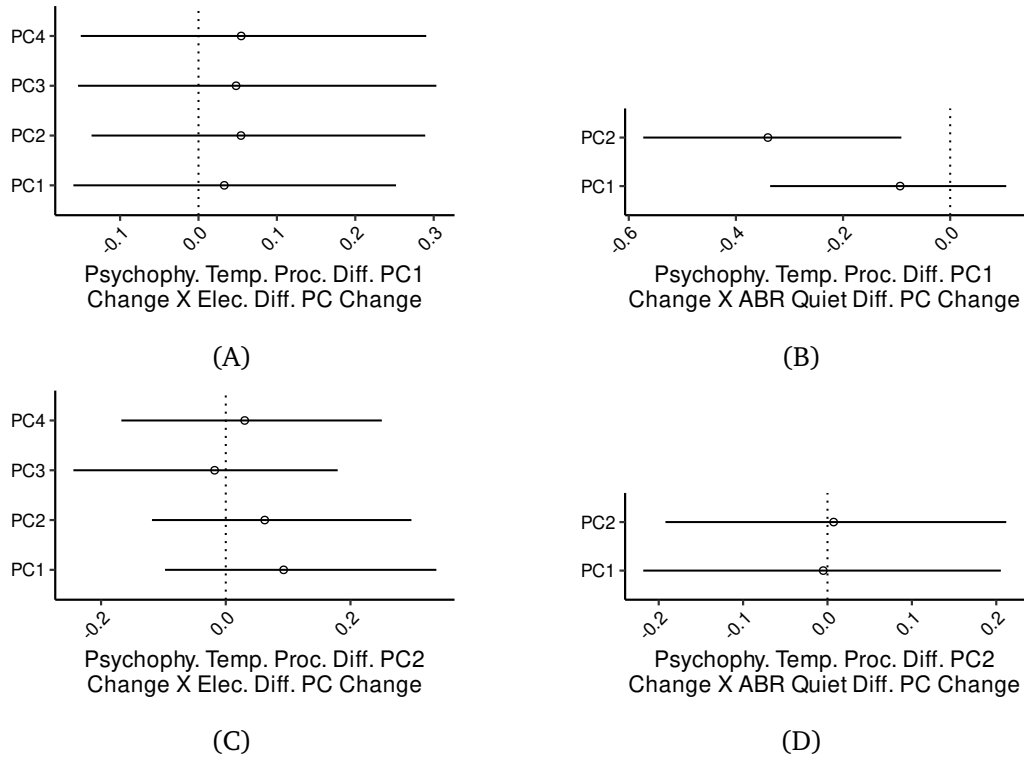 PC4
PC3
PC2
PC1
-0.1 0.0 0.1 0.2 0.3
Psychophy. Temp. Proc. Diff. PC1
Change X Elec. Diff. PC Change
(A)
PC2
PC1
-0.6 -0.4 -0.2 0.0
Psychophy. Temp. Proc. Diff. PC1
Change X ABR Quiet Diff. PC Change
(B)
PC4
PC3
PC2
PC1
-0.2 0.0 0.2
Psychophy. Temp. Proc. Diff. PC2
Change X Elec. Diff. PC Change
(C)
PC2
PC1
-0.2 -0.1 0.0 0.1 0.2
Psychophy. Temp. Proc. Diff. PC2
Change X ABR Quiet Diff. PC Change
(D)